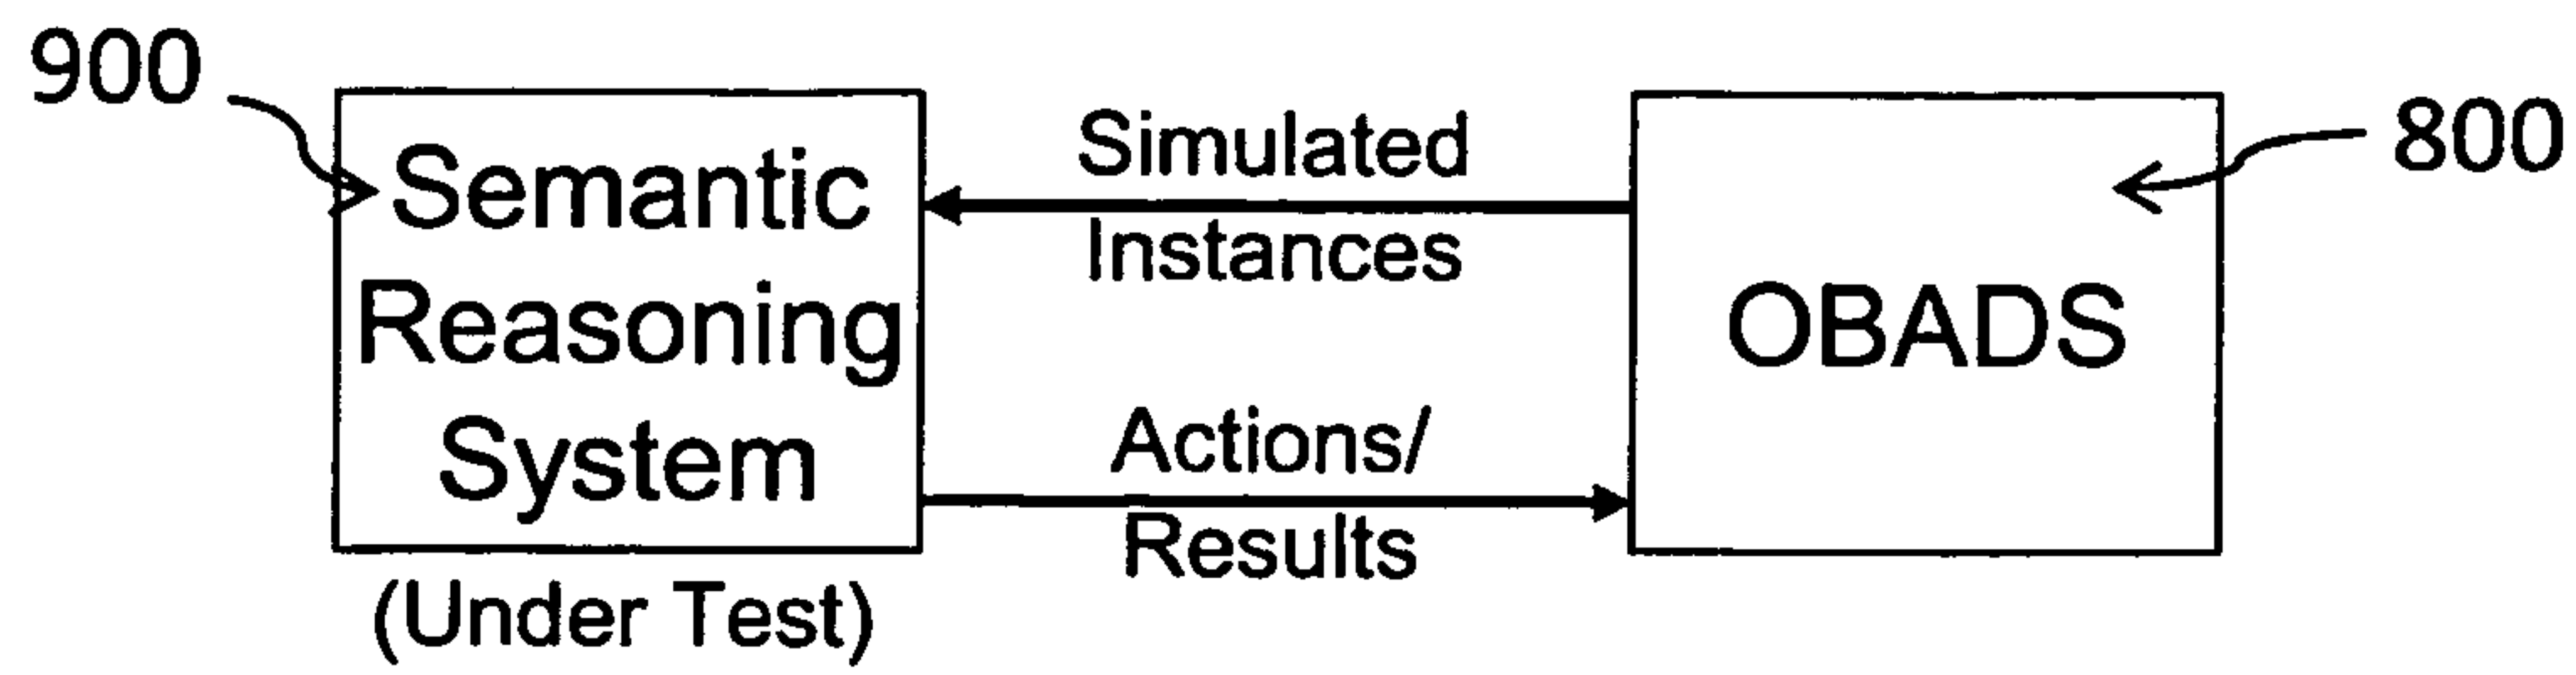 900
Semantic
Reasoning
System
(Under Test)
Simulated
Instances
Actions/
Results
OBADS
800